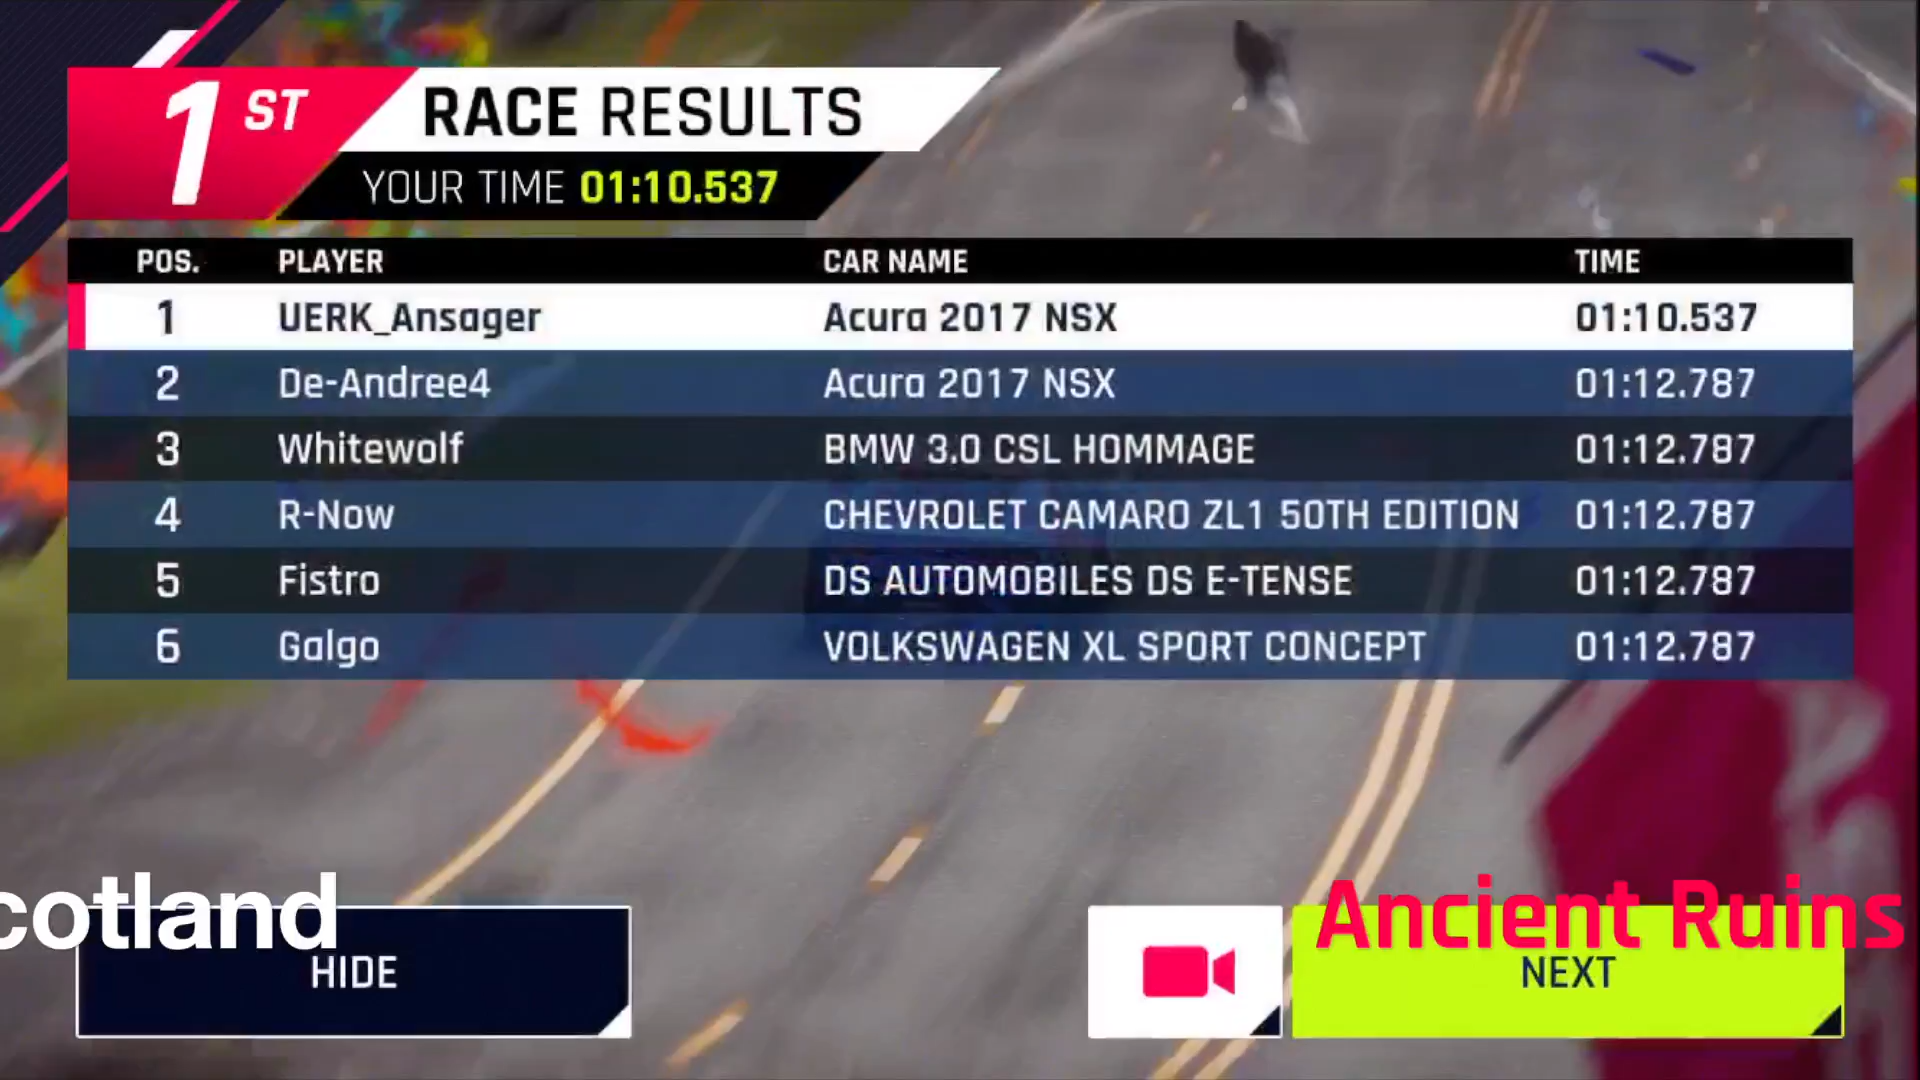 1ST
RACE RESULTS
YOUR TIME 01:10.537
POS. PLAYER CAR NAME TIME
1 UERK_Ansager Acura 2017 NSX 01:10.537
2 De-Andree4 Acura 2017 NSX 01:12.787
3 Whitewolf BMW 3.0 CSL HOMMAGE 01:12.787
4 R-Now CHEVROLET CAMARO ZL1 50TH EDITION 01:12.787
5 Fistro DS AUTOMOBILES DS E-TENSE 01:12.787
6 Galgo VOLKSWAGEN XL SPORT CONCEPT 01:12.787
cotland
Ancient Ruins
HIDE
NEXT